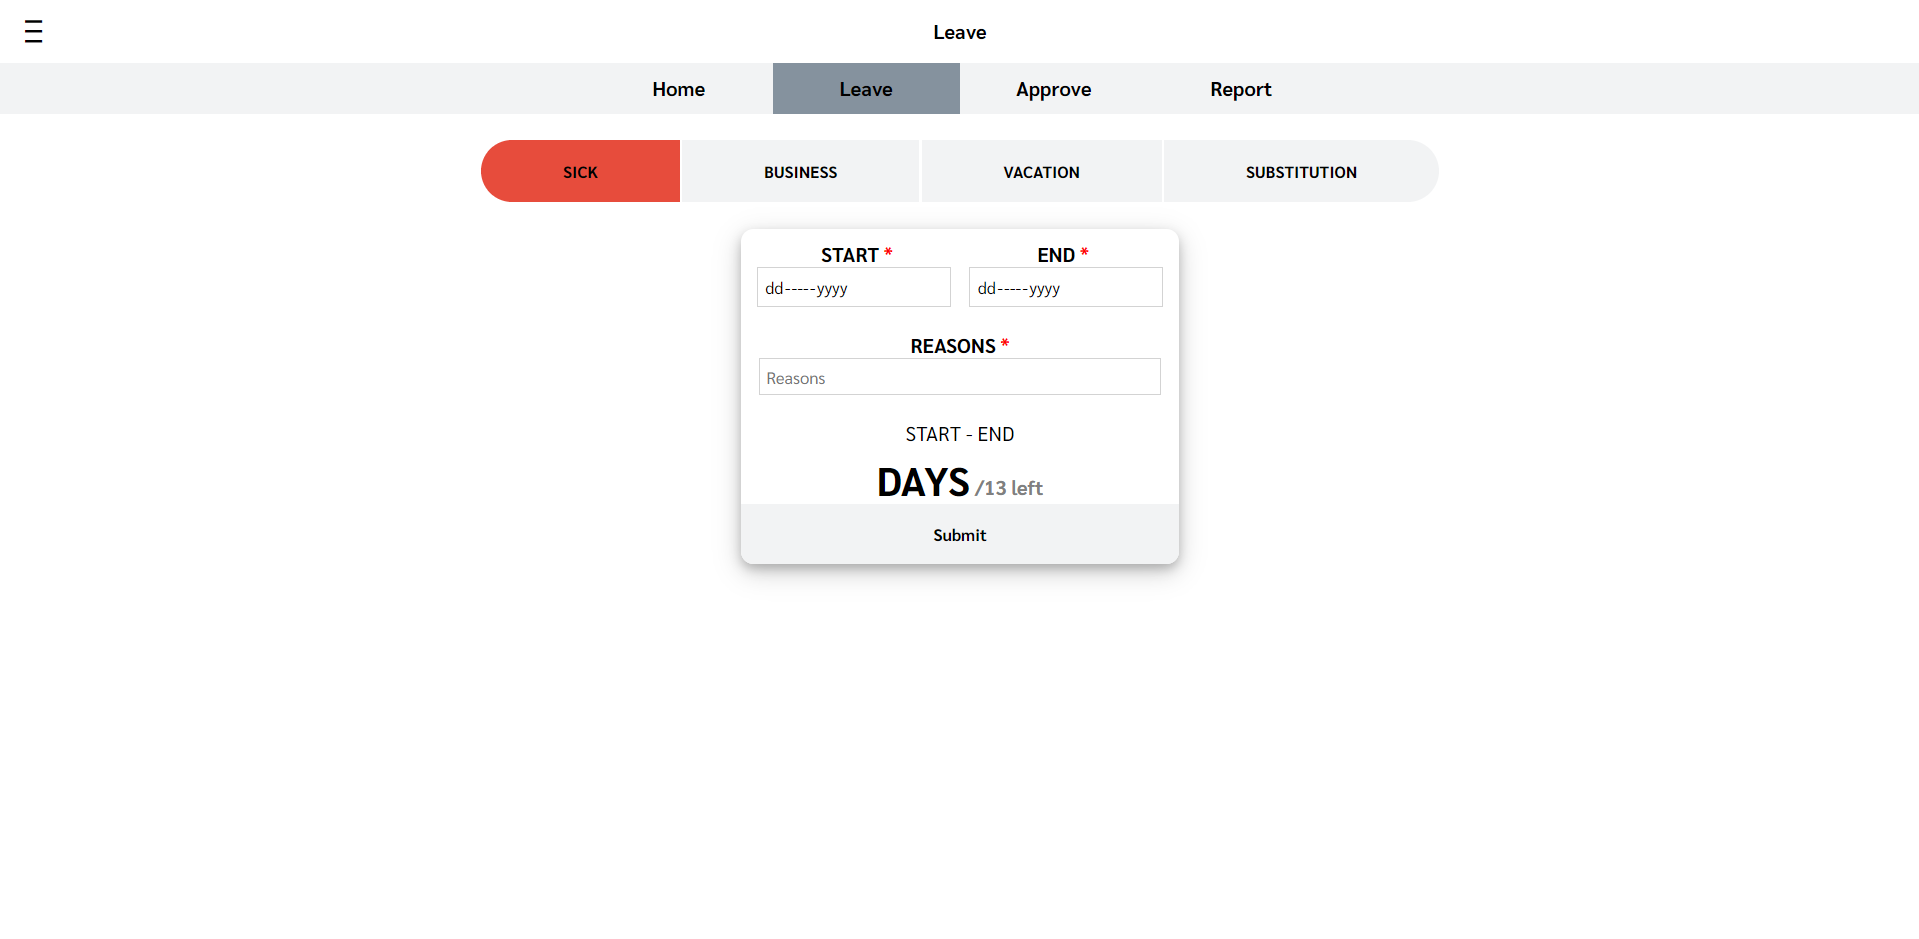 Leave
Home Leave Approve Report
SICK BUSINESS VACATION SUBSTITUTION
START * END *
dd-----yyyy dd-----yyyy
REASONS *
Reasons
START - END
DAYS /13 left
Submit